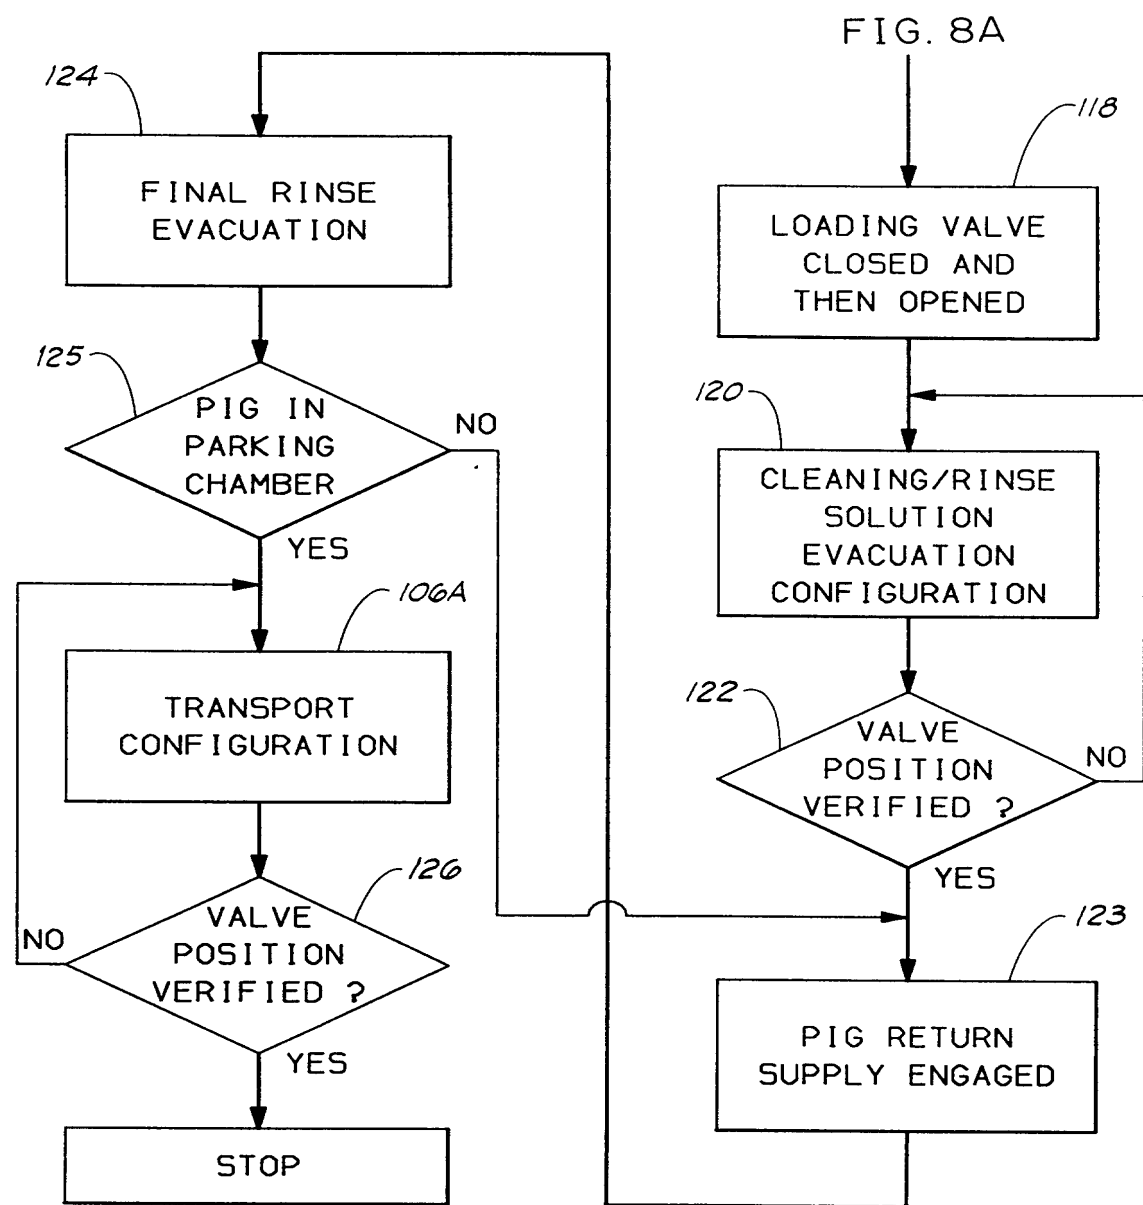 FIG. 8A
118
LOADING VALVE
CLOSED AND
THEN OPENED
120
CLEANING/RINSE
SOLUTION
EVACUATION
CONFIGURATION
122
VALVE
POSITION
VERIFIED ?
NO
YES
123
PIG RETURN
SUPPLY ENGAGED
124
FINAL RINSE
EVACUATION
125
PIG IN
PARKING
CHAMBER
NO
YES
106A
TRANSPORT
CONFIGURATION
126
VALVE
POSITION
VERIFIED ?
NO
YES
STOP